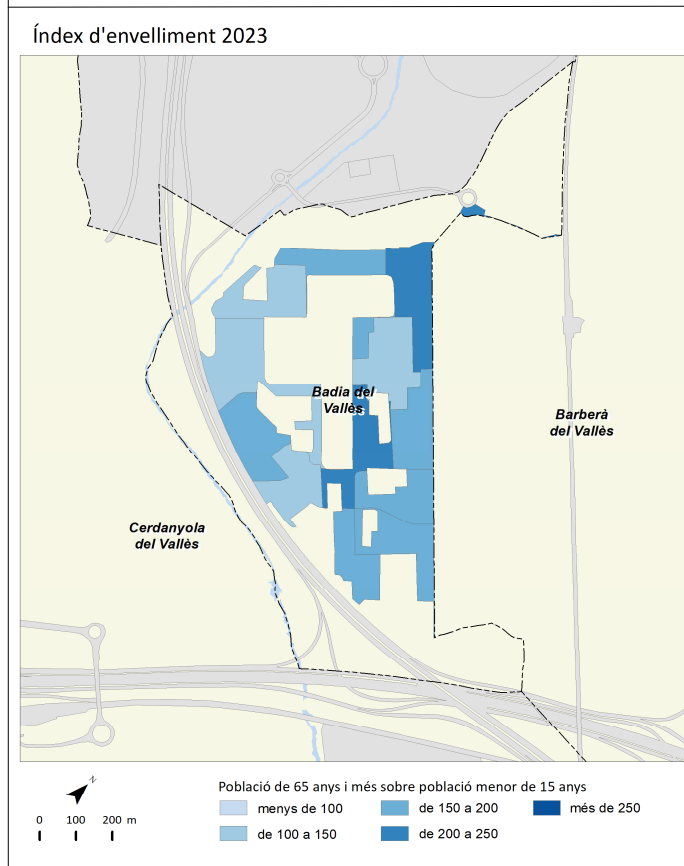 Índex d'envelliment 2023
Badia del
Vallès
Barberà
del Vallès
Cerdanyola
del Vallès
N
0 100 200 m
Població de 65 anys i més sobre població menor de 15 anys
menys de 100
de 150 a 200
més de 250
de 100 a 150
de 200 a 250